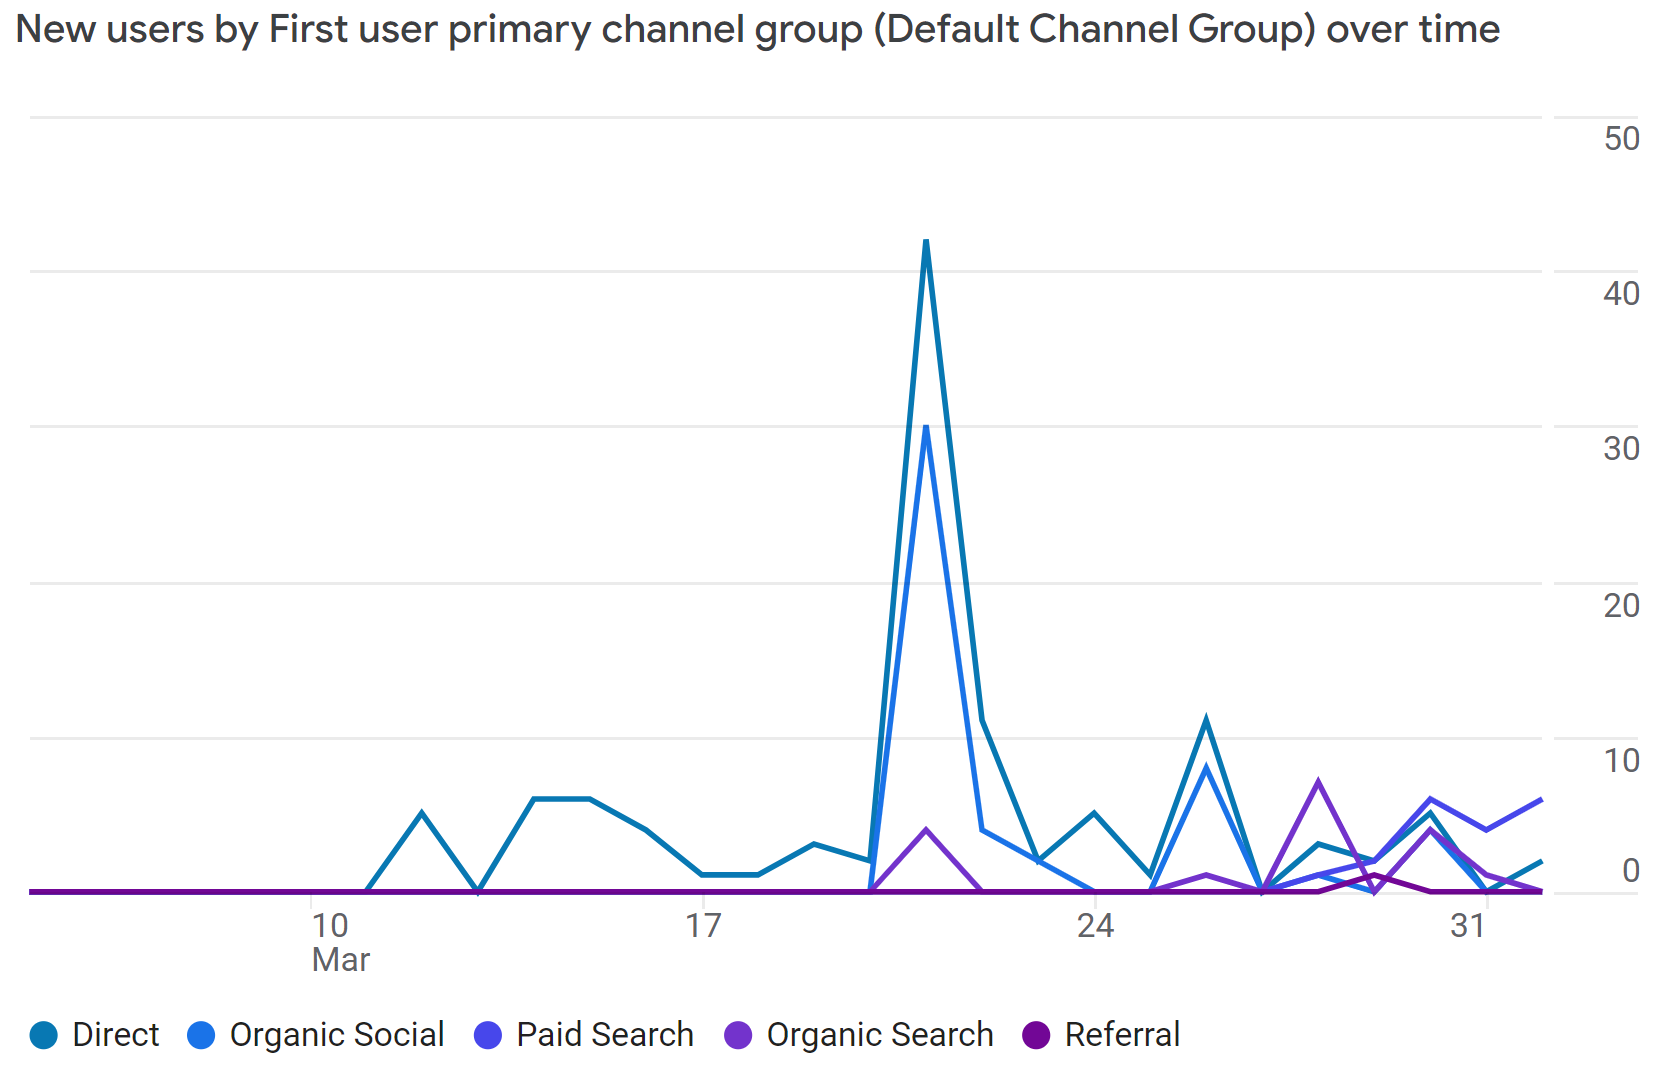 New users by First user primary channel group (Default Channel Group) over time
50
40
30
20
10
0
10 17 24 31
Mar
Direct Organic Social Paid Search Organic Search Referral